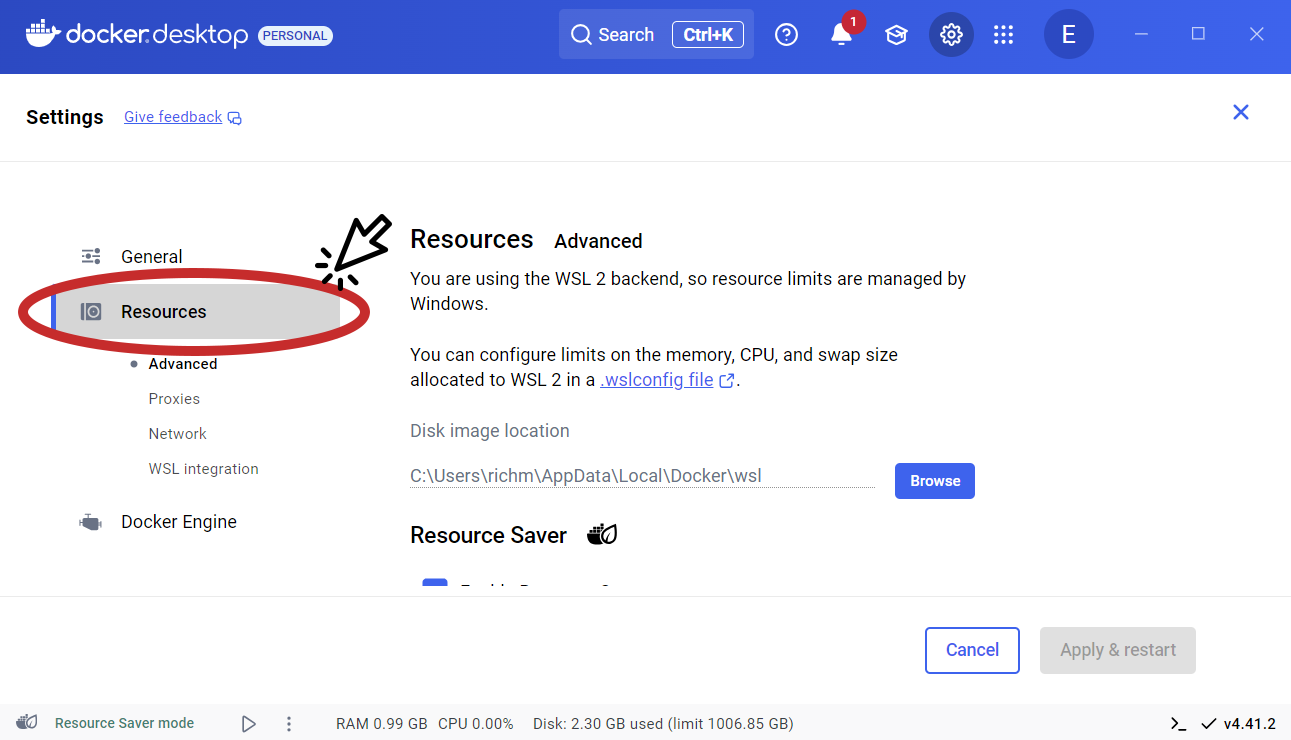 docker.desktop PERSONAL Search Ctrl+K 1 E
Settings Give feedback
General
Resources
Advanced
Proxies
Network
WSL integration
Docker Engine
Resources Advanced
You are using the WSL 2 backend, so resource limits are managed by
Windows.
You can configure limits on the memory, CPU, and swap size
allocated to WSL 2 in a .wslconfig file.
Disk image location
C:\Users\richm\AppData\Local\Docker\wsl Browse
Resource Saver
Cancel Apply & restart
Resource Saver mode RAM 0.99 GB CPU 0.00% Disk: 2.30 GB used (limit 1006.85 GB) v4.41.2